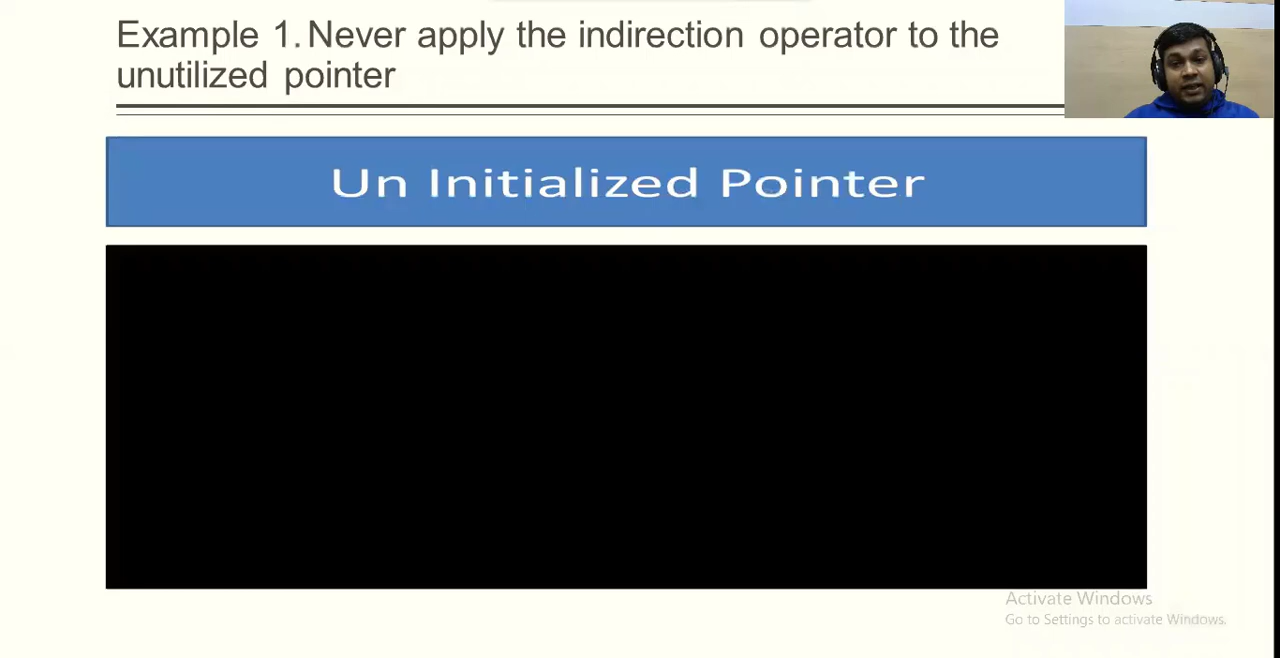 Example 1. Never apply the indirection operator to the
unutilized pointer
Un Initialized Pointer
Activate Windows
Go to Settings to activate Windows.